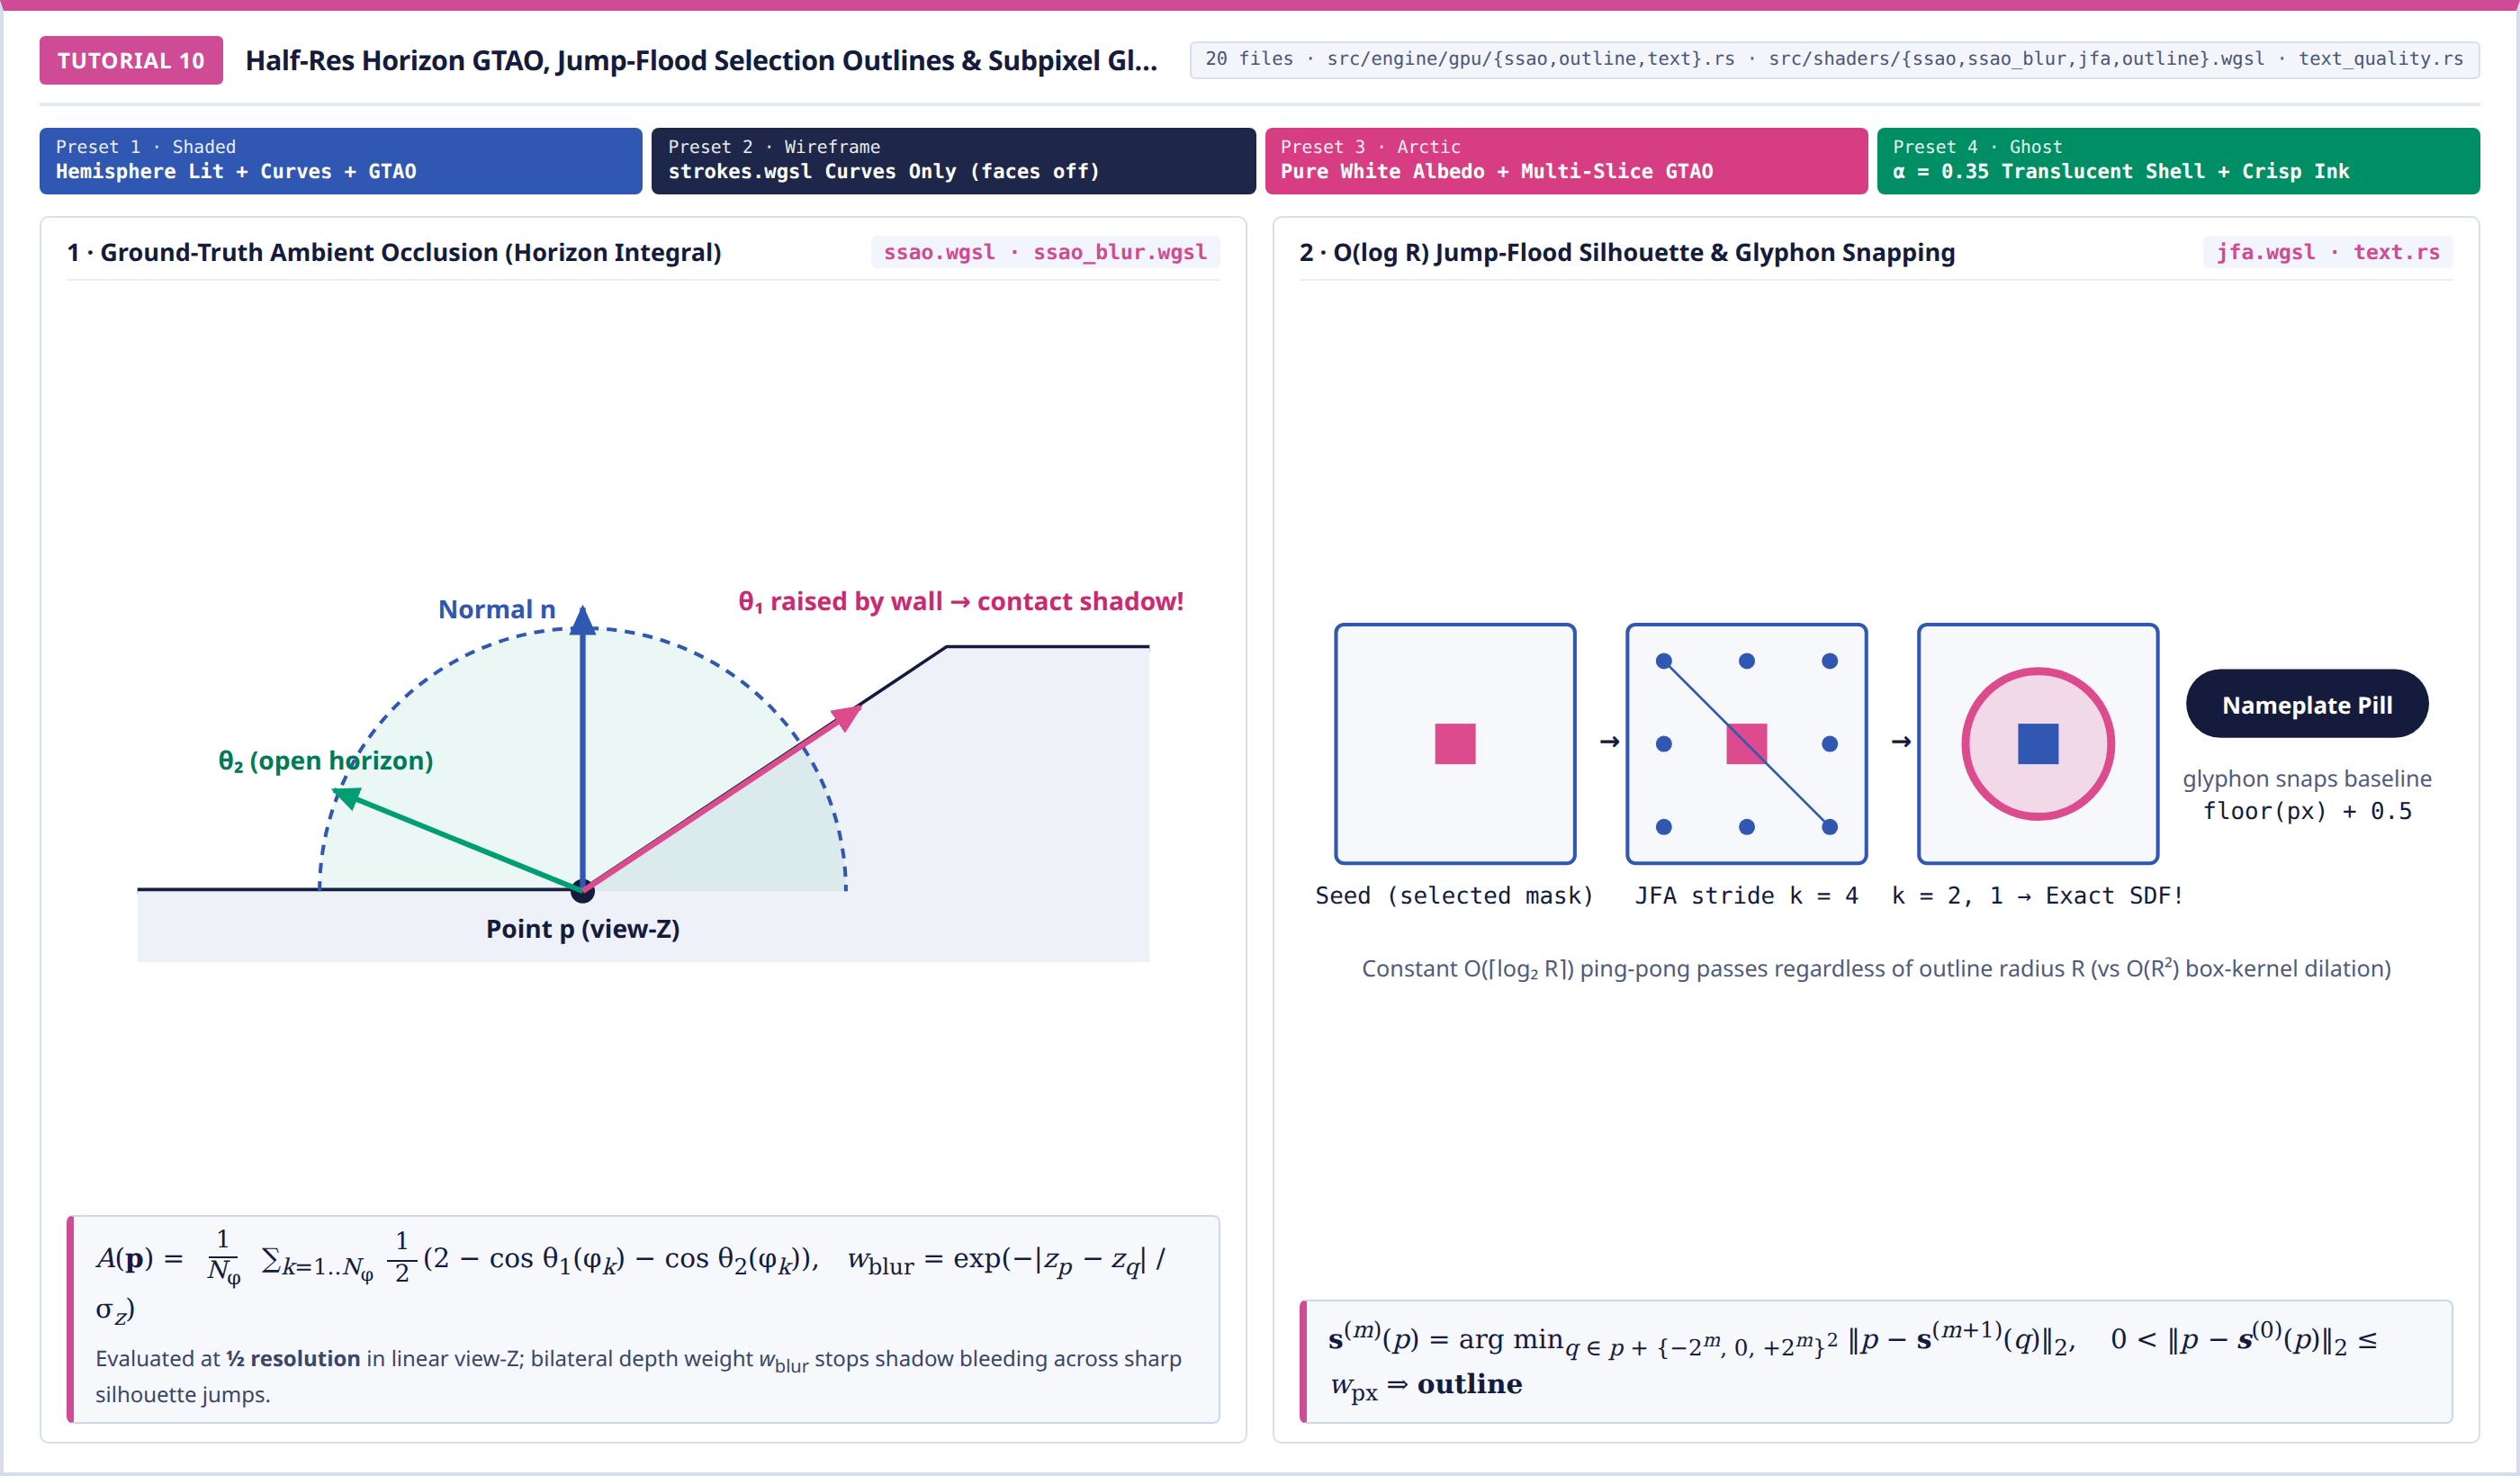 TUTORIAL 10
Half-Res Horizon GTAO, Jump-Flood Selection Outlines & Subpixel Gl...
20 files · src/engine/gpu/{ssao,outline,text}.rs · src/shaders/{ssao,ssao_blur,jfa,outline}.wgsl · text_quality.rs
Preset 1 · Shaded
Hemisphere Lit + Curves + GTAO
Preset 2 · Wireframe
strokes.wgsl Curves Only (faces off)
Preset 3 · Arctic
Pure White Albedo + Multi-Slice GTAO
Preset 4 · Ghost
α = 0.35 Translucent Shell + Crisp Ink
1 · Ground-Truth Ambient Occlusion (Horizon Integral)
ssao.wgsl · ssao_blur.wgsl
Normal n
θ₁ raised by wall → contact shadow!
θ₂ (open horizon)
Point p (view-Z)
A(p) = 1/N_φ ∑_{k=1..N_φ} 1/2 (2 − cos θ₁(φ_k) − cos θ₂(φ_k)), w_blur = exp(−|z_p − z_q| /
σ_z)
Evaluated at ½ resolution in linear view-Z; bilateral depth weight w_blur stops shadow bleeding across sharp
silhouette jumps.
2 · O(log R) Jump-Flood Silhouette & Glyphon Snapping
jfa.wgsl · text.rs
→
→
Nameplate Pill
glyphon snaps baseline
floor(px) + 0.5
Seed (selected mask)
JFA stride k = 4
k = 2, 1 → Exact SDF!
Constant O(⌈log₂ R⌉) ping-pong passes regardless of outline radius R (vs O(R²) box-kernel dilation)
s^(m)(p) = arg min_{q ∈ p + {−2^m, 0, +2^m}²} ‖p − s^(m+1)(q)‖₂, 0 < ‖p − s^(0)(p)‖₂ ≤
w_px ⇒ outline